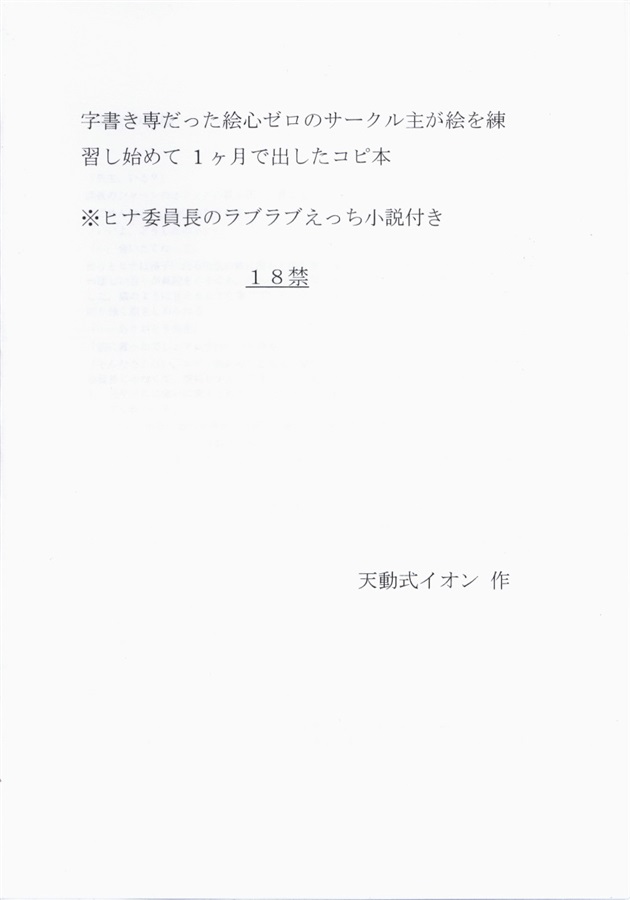 字書き専だった絵心ゼロのサークル主が絵を練
習し始めて １ヶ月で出したコピ本
※ヒナ委員長のラブラブえっち小説付き
１８禁
天動式イオン 作